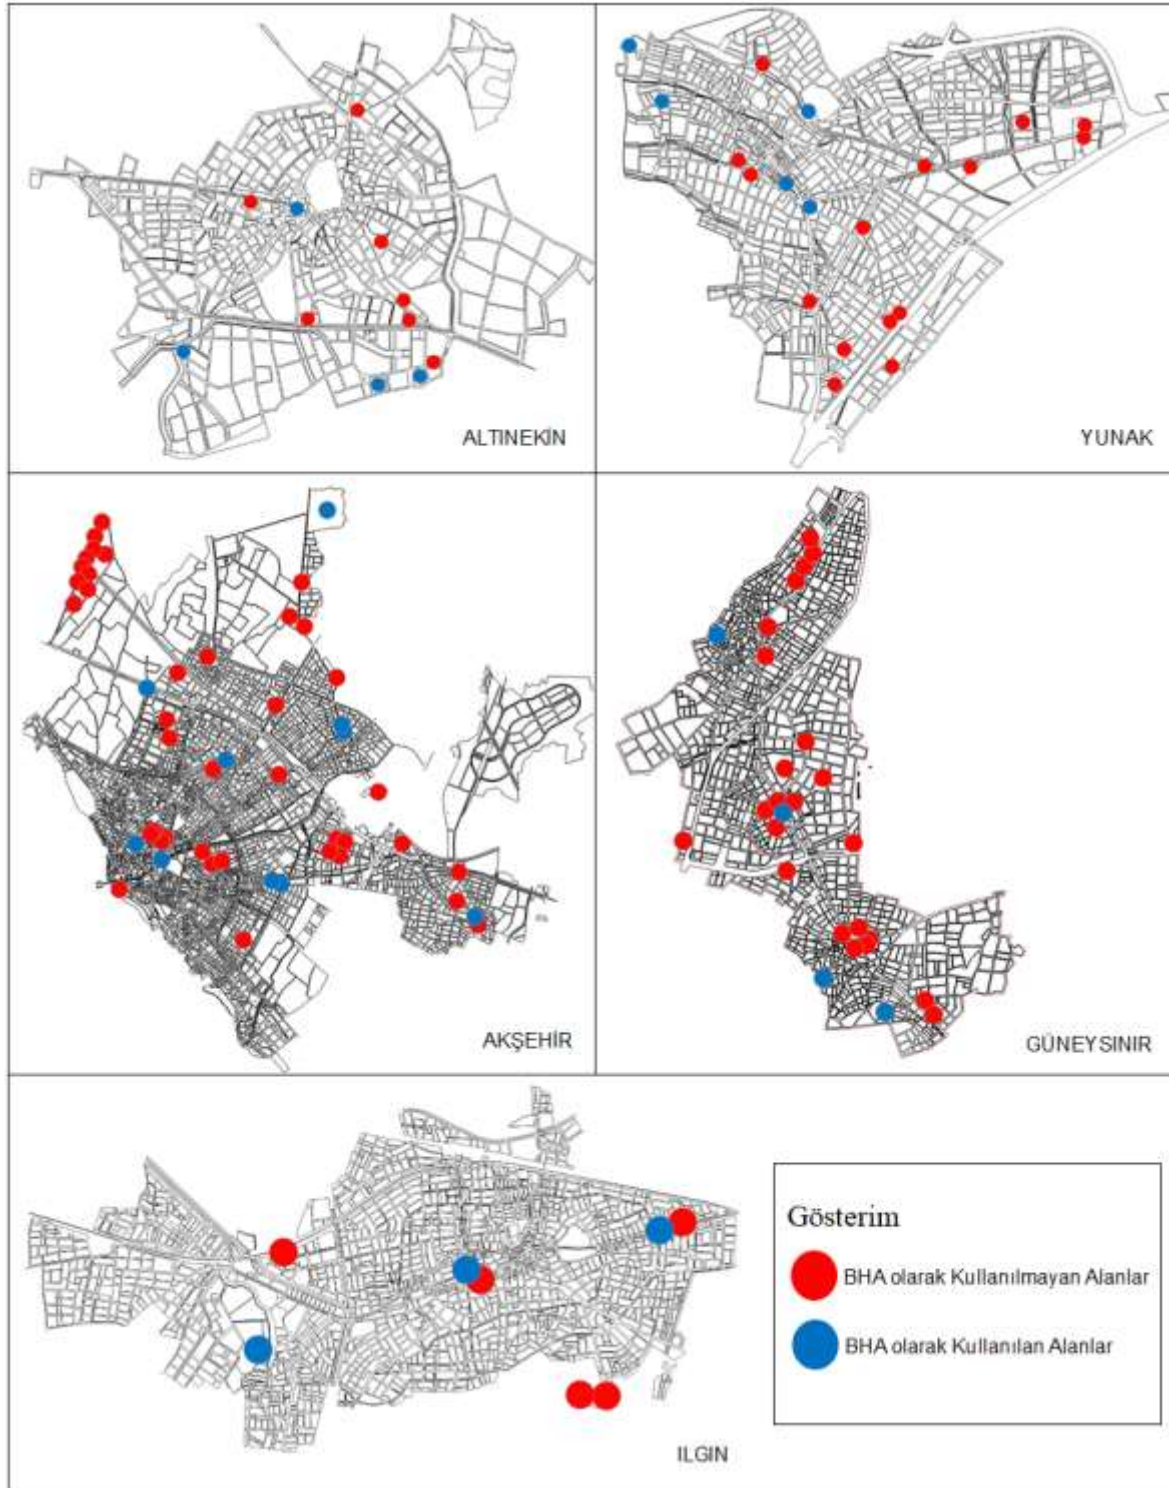 ALTINEKİN
YUNAK
AKŞEHİR
GÜNEYSINIR
Gösterim
BHA olarak Kullanılmayan Alanlar
BHA olarak Kullanılan Alanlar
ILGIN